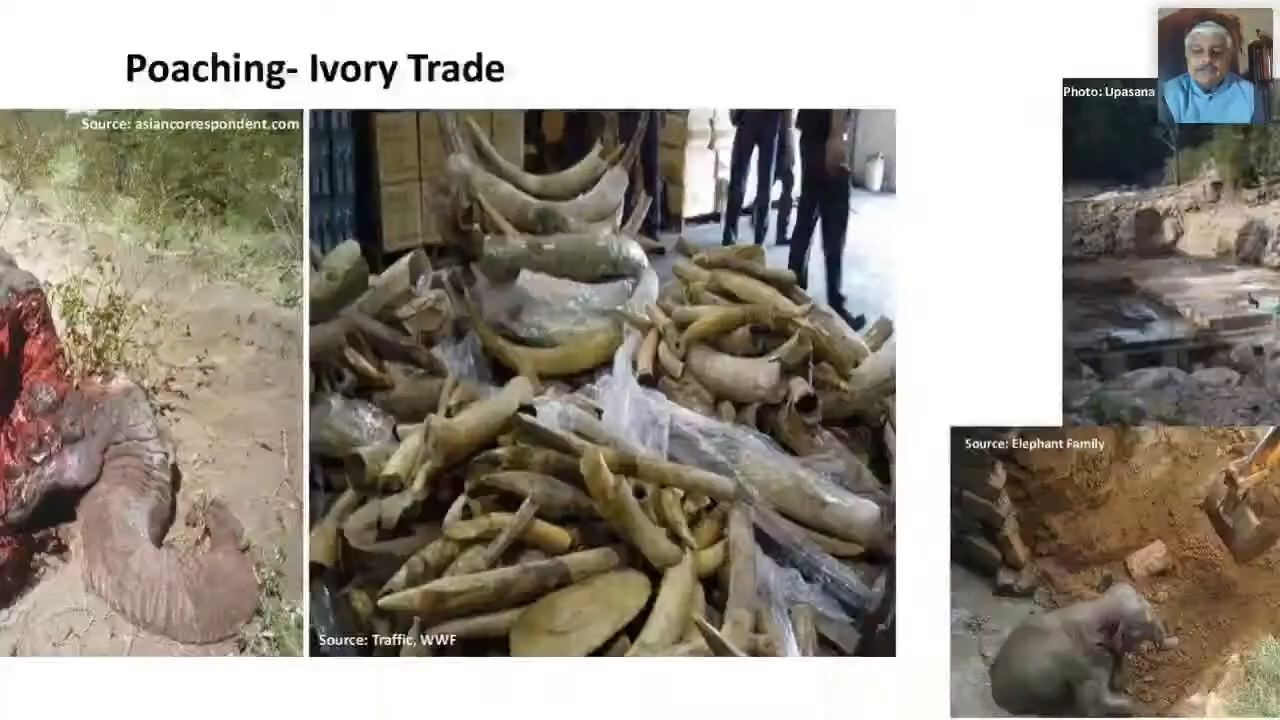 Poaching- Ivory Trade
Source: asiancorrespondent.com
Photo: Upasana
Source: Elephant Family
Source: Traffic, WWF